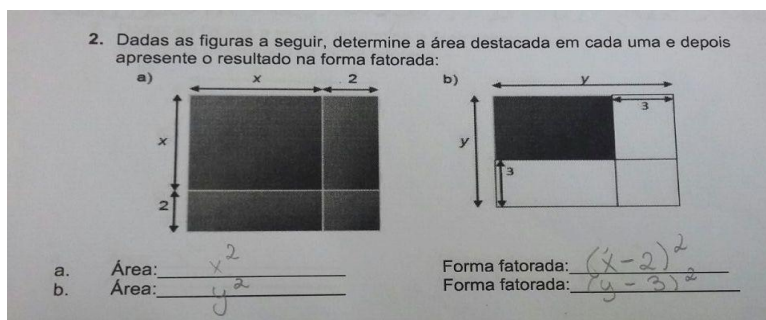 2. Dadas as figuras a seguir, determine a área destacada em cada uma e depois
apresente o resultado na forma fatorada:
a) x 2 b) y
3
x y
3
2
a. Área: x² Forma fatorada: (x-2)²
b. Área: y² Forma fatorada: (y-3)²